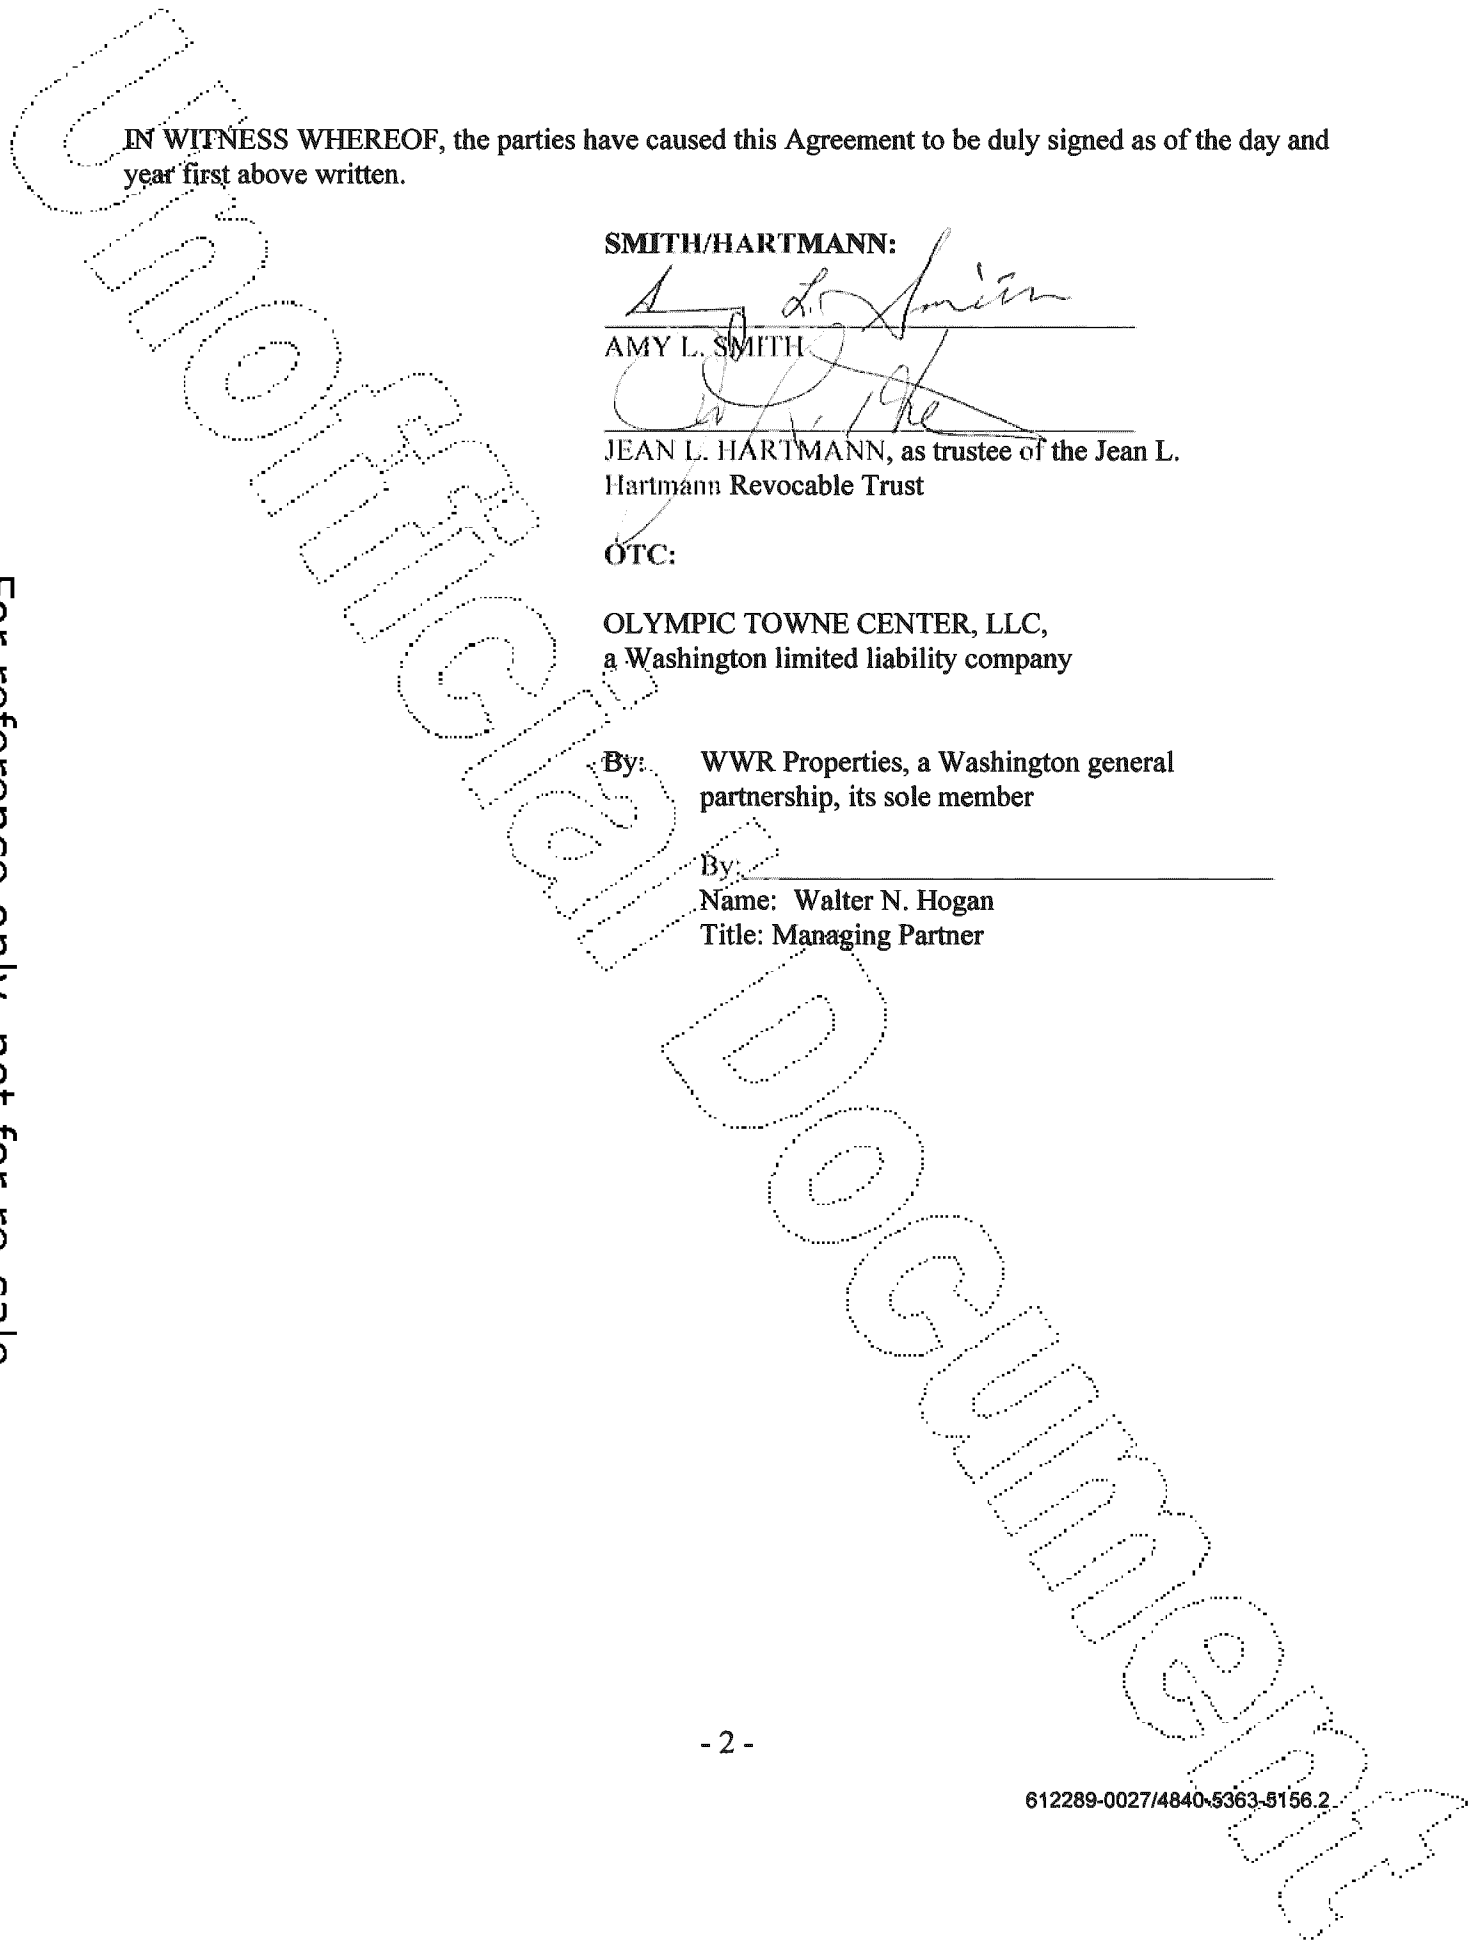 IN WITNESS WHEREOF, the parties have caused this Agreement to be duly signed as of the day and
year first above written.
SMITH/HARTMANN:
Amy L. Smith
AMY L. SMITH
JEAN L. HARTMANN, as trustee of the Jean L.
Hartmann Revocable Trust
OTC:
OLYMPIC TOWNE CENTER, LLC,
a Washington limited liability company
By: WWR Properties, a Washington general
partnership, its sole member
By:
Name: Walter N. Hogan
Title: Managing Partner
- 2 -
612289-0027/4840-5363-5156.2
Unofficial Document
For reference only, not for re-sale